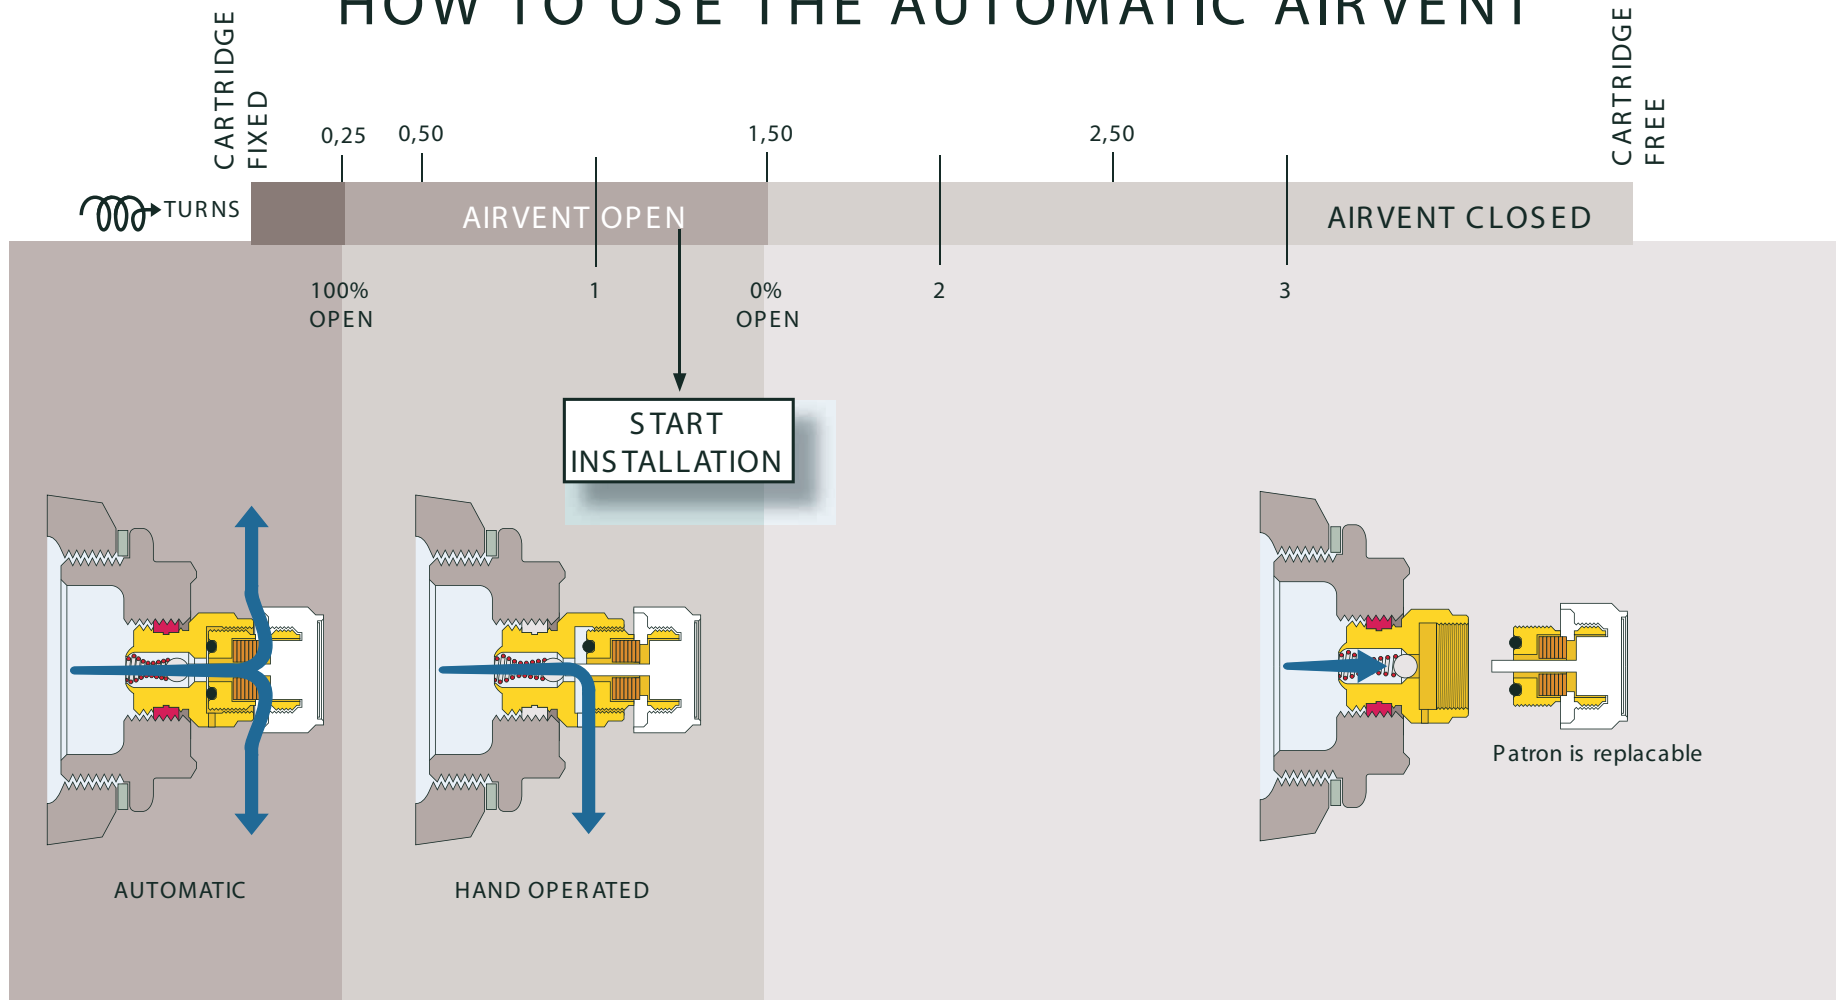 HOW TO USE THE AUTOMATIC AIRVENT
CARTRIDGE
FIXED
CARTRIDGE
FREE
0,25
0,50
1,50
2,50
TURNS
AIRVENT OPEN
AIRVENT CLOSED
100%
OPEN
1
0%
OPEN
2
3
START
INSTALLATION
Patron is replacable
AUTOMATIC
HAND OPERATED